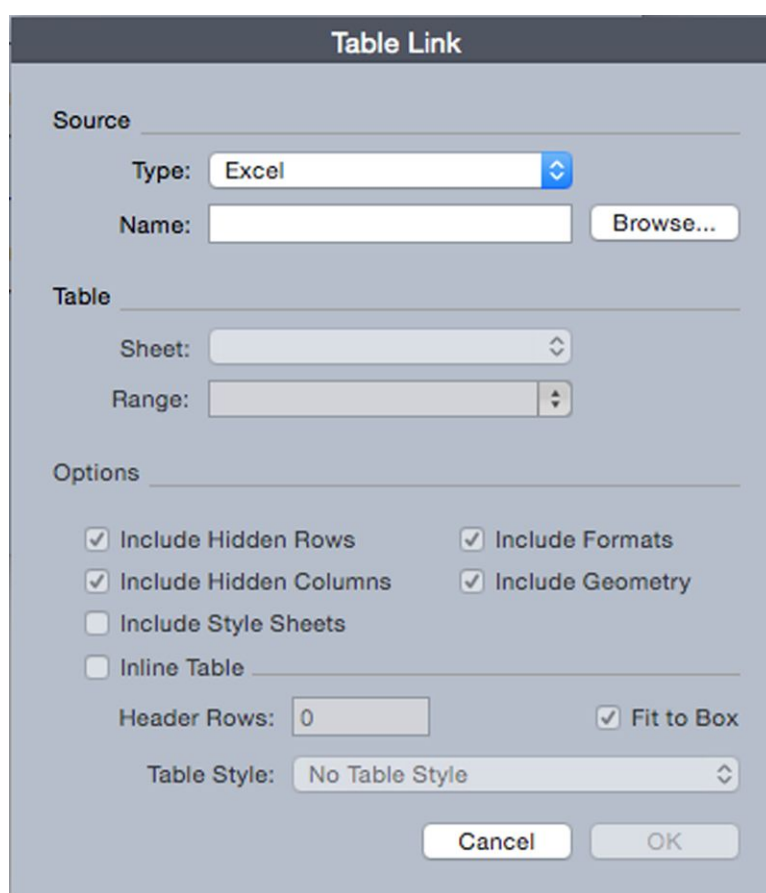 Table Link
Source
Type: Excel
Name: Browse...
Table
Sheet:
Range:
Options
Include Hidden Rows Include Formats
Include Hidden Columns Include Geometry
Include Style Sheets
Inline Table
Header Rows: 0 Fit to Box
Table Style: No Table Style
Cancel OK